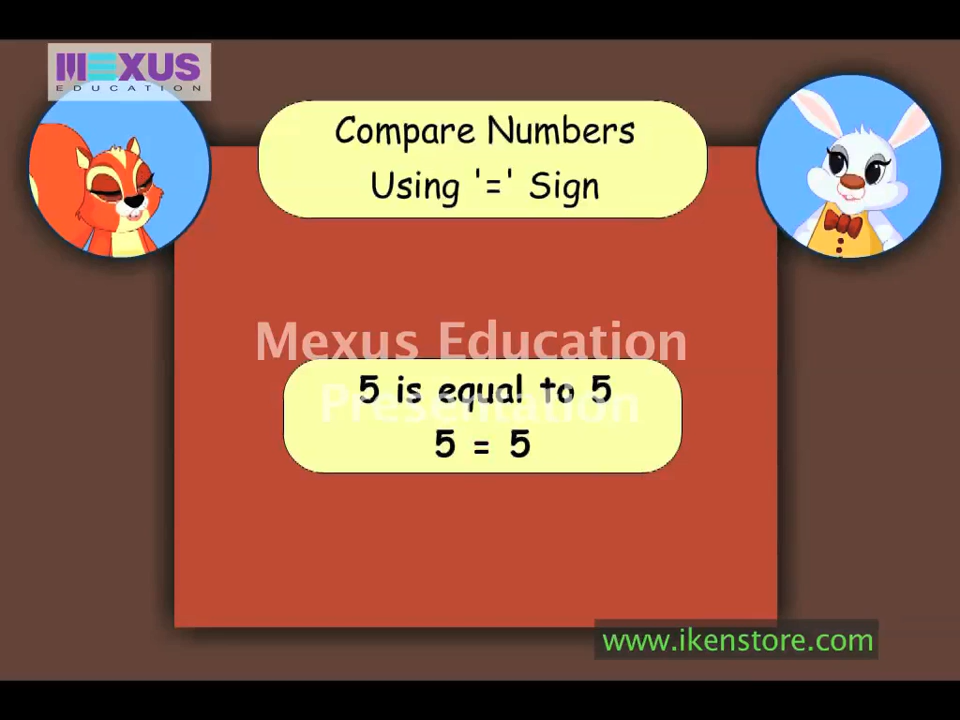 MEXUS
EDUCATION
Compare Numbers
Using '=' Sign
Mexus Education
Presentation
5 is equal to 5
5 = 5
www.ikenstore.com